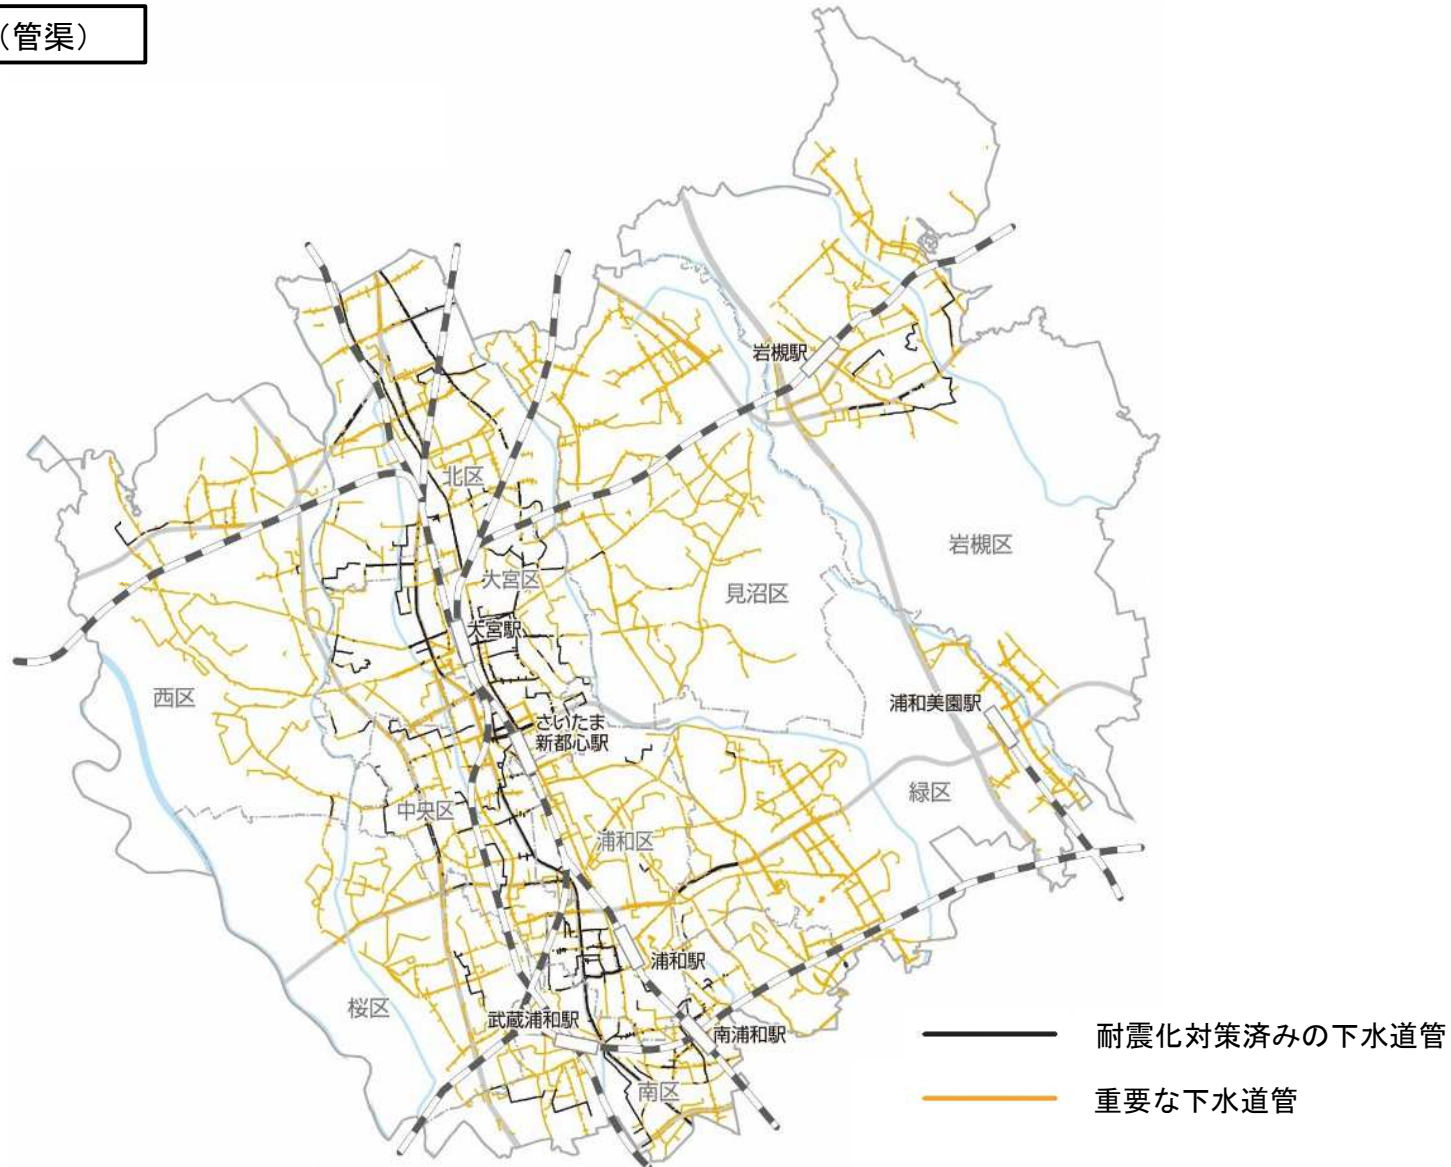 （管渠）
岩槻駅
北区
岩槻区
大宮区
見沼区
大宮駅
西区
浦和美園駅
さいたま
新都心駅
緑区
中央区
浦和区
浦和駅
桜区
武蔵浦和駅
南浦和駅
南区
耐震化対策済みの下水道管
重要な下水道管